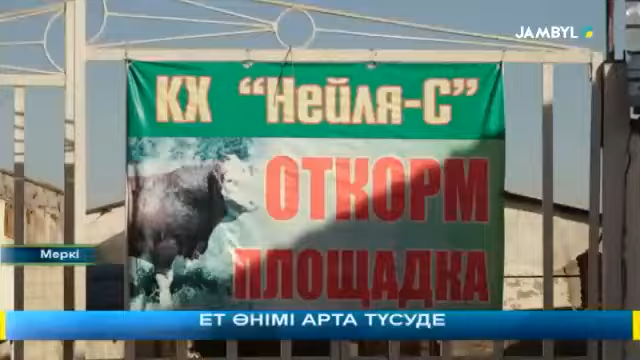 JAMBYL
КХ "Нейля-С"
ОТКОРМ
ПЛОЩАДКА
Меркі
ЕТ ӨНІМІ АРТА ТҮСУДЕ